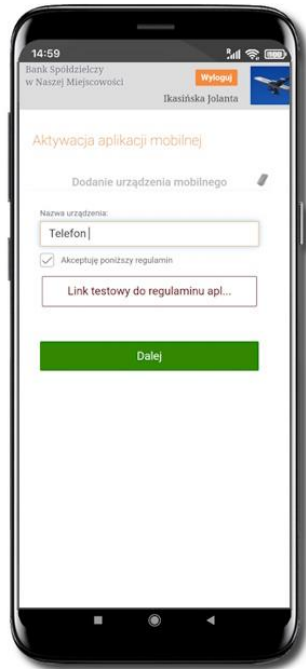 14:59
Bank Spółdzielczy
w Naszej Miejscowości
Wyloguj
Ikasińska Jolanta
Aktywacja aplikacji mobilnej
Dodanie urządzenia mobilnego
Nazwa urządzenia:
Telefon
Akceptuję poniższy regulamin
Link testowy do regulaminu apl...
Dalej